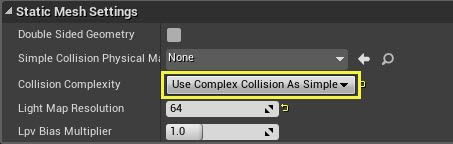 Static Mesh Settings
Double Sided Geometry
Simple Collision Physical Ma None
Collision Complexity Use Complex Collision As Simple
Light Map Resolution 64
Lpv Bias Multiplier 1.0